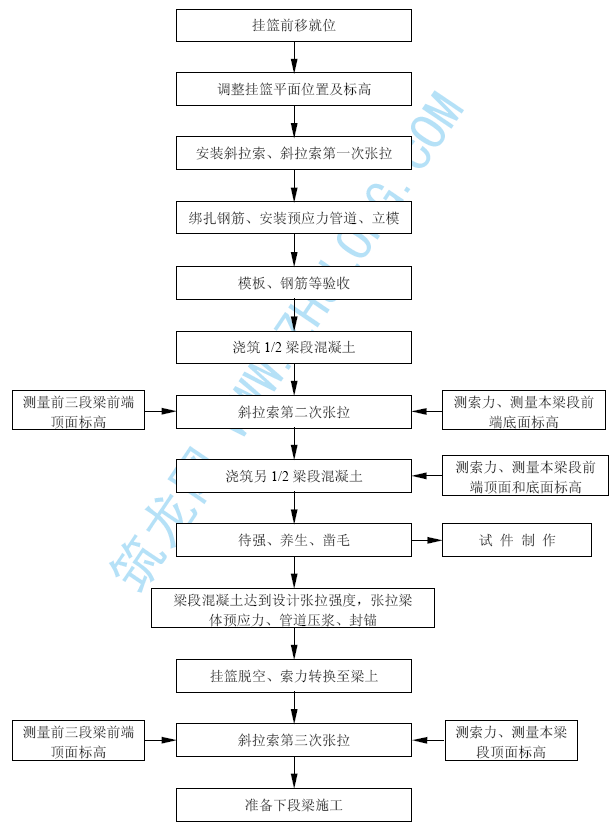 挂篮前移就位
调整挂篮平面位置及标高
安装斜拉索、斜拉索第一次张拉
绑扎钢筋、安装预应力管道、立模
模板、钢筋等验收
浇筑1/2梁段混凝土
测量前三段梁前端
顶面标高
斜拉索第二次张拉
测索力、测量本梁段前
端底面标高
浇筑另1/2梁段混凝土
测索力、测量本梁段前
端顶面和底面标高
待强、养生、凿毛
试 件 制 作
梁段混凝土达到设计张拉强度，张拉梁
体预应力、管道压浆、封锚
挂篮脱空、索力转换至梁上
测量前三段梁前端
顶面标高
斜拉索第三次张拉
测索力、测量本梁
段顶面标高
准备下段梁施工